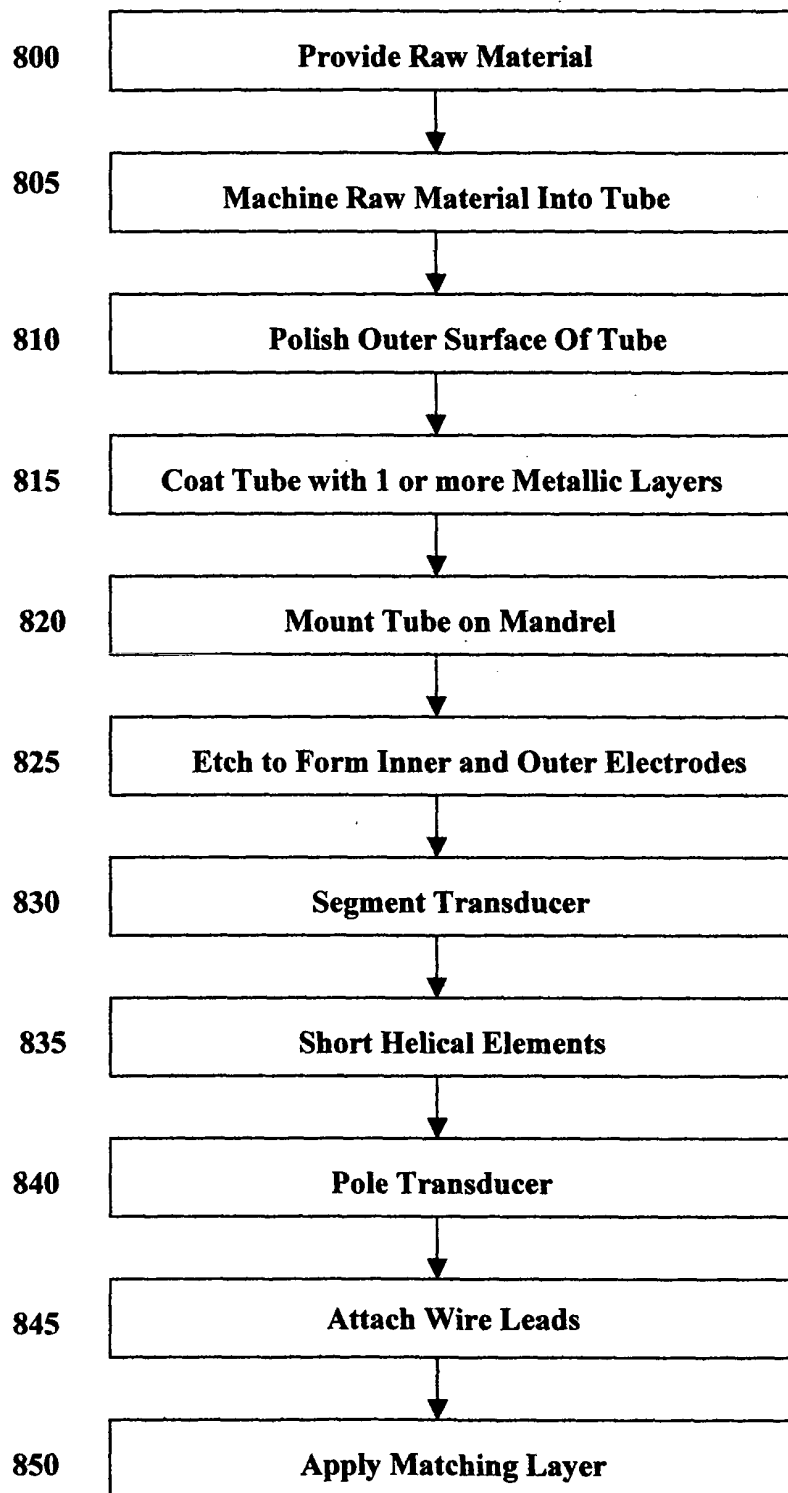 800 Provide Raw Material
805 Machine Raw Material Into Tube
810 Polish Outer Surface Of Tube
815 Coat Tube with 1 or more Metallic Layers
820 Mount Tube on Mandrel
825 Etch to Form Inner and Outer Electrodes
830 Segment Transducer
835 Short Helical Elements
840 Pole Transducer
845 Attach Wire Leads
850 Apply Matching Layer